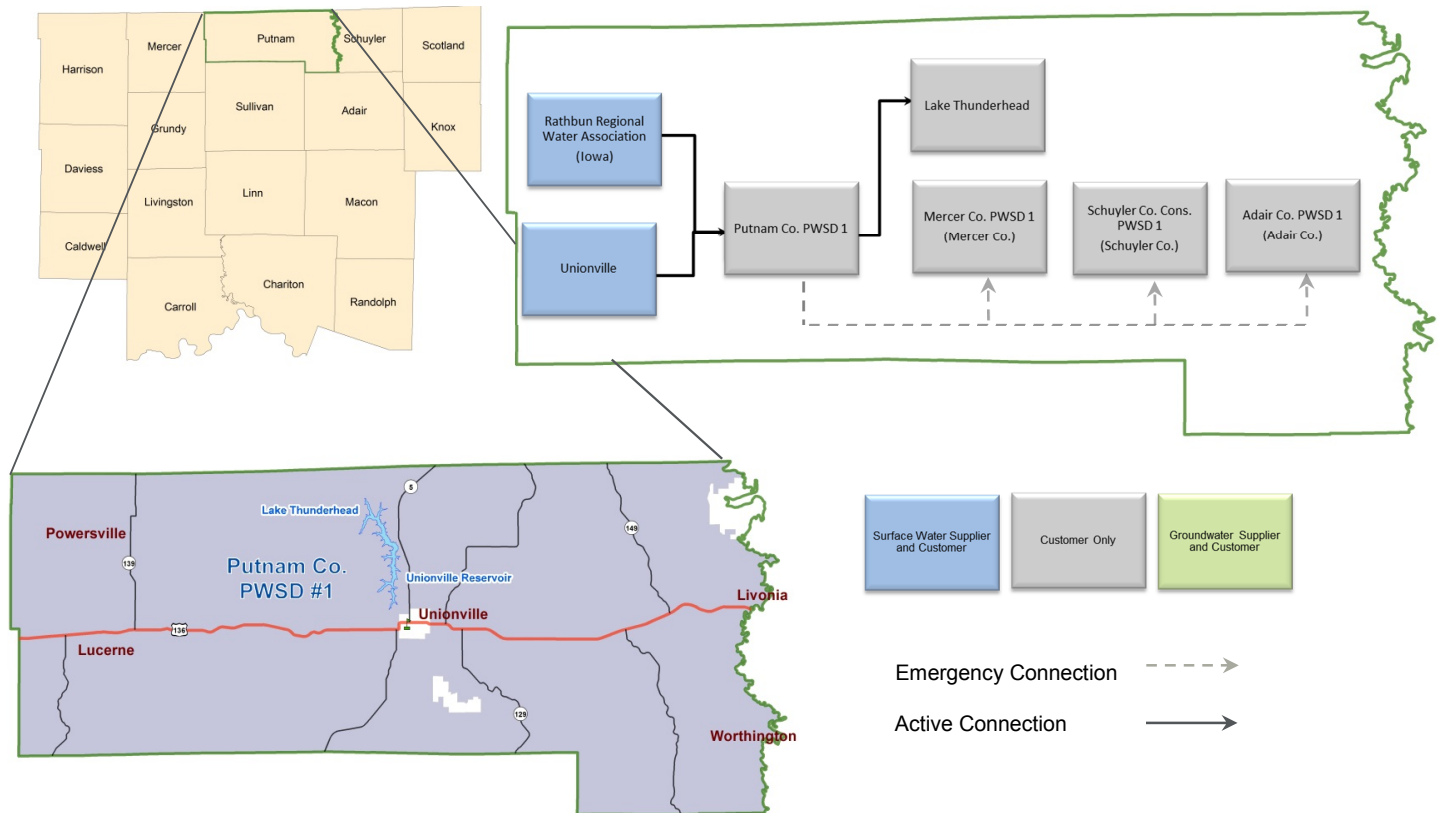 Mercer
Putnam
Schuyler
Scotland
Harrison
Sullivan
Adair
Grundy
Knox
Daviess
Linn
Livingston
Macon
Caldwell
Chariton
Carroll
Randolph
Rathbun Regional
Water Association
(Iowa)
Unionville
Putnam Co. PWSD 1
Lake Thunderhead
Mercer Co. PWSD 1
(Mercer Co.)
Schuyler Co. Cons.
PWSD 1
(Schuyler Co.)
Adair Co. PWSD 1
(Adair Co.)
5
Lake Thunderhead
Powersville
149
139
Putnam Co.
PWSD #1
Unionville Reservoir
Livonia
Unionville
136
Lucerne
129
Worthington
Surface Water Supplier
and Customer
Customer Only
Groundwater Supplier
and Customer
Emergency Connection
Active Connection